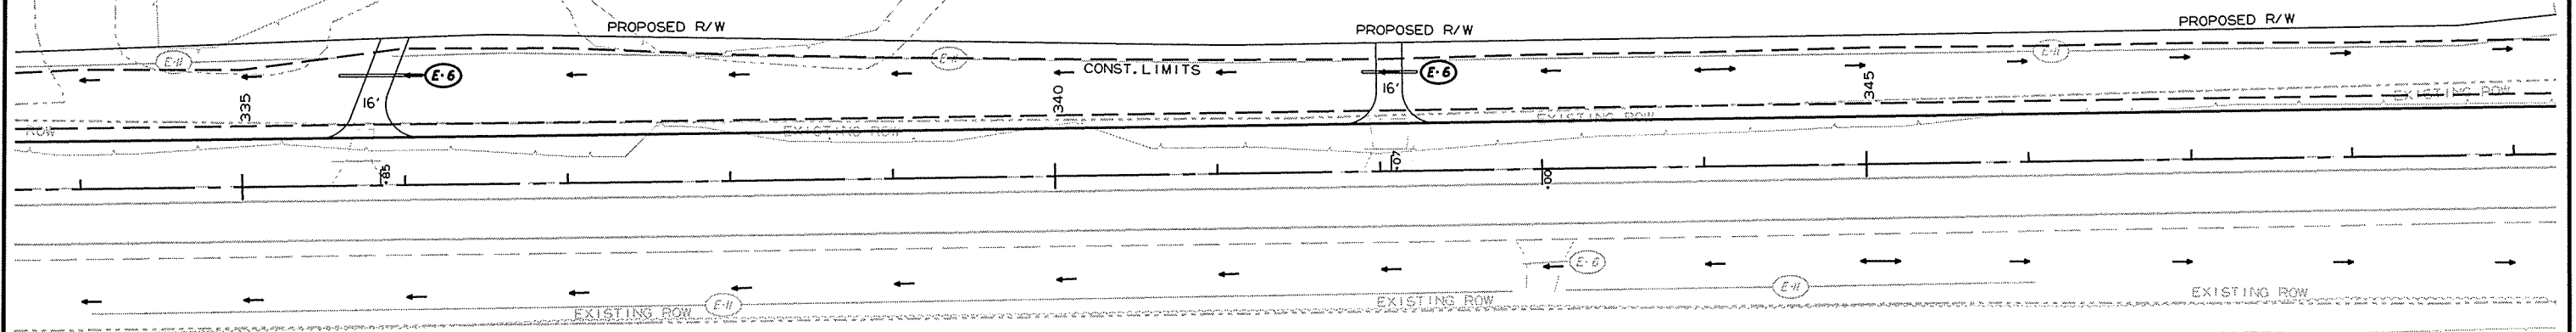 PROPOSED R/W
PROPOSED R/W
PROPOSED R/W
E-11
E-11
E-11
E-6
CONST. LIMITS
E-6
335
16'
340
16'
345
EXISTING ROW
ROW
EXISTING ROW
EXISTING ROW
.85
.07
.00
E-6
E-11
E-11
EXISTING ROW
EXISTING ROW
EXISTING ROW